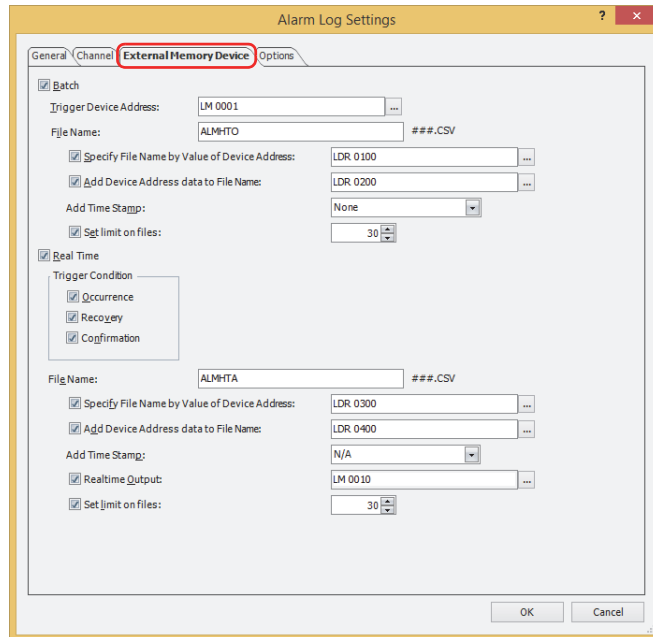 Alarm Log Settings ? ×
General Channel External Memory Device Options
Batch
Trigger Device Address: LM 0001 ...
File Name: ALMHTO ###.CSV
Specify File Name by Value of Device Address: LDR 0100 ...
Add Device Address data to File Name: LDR 0200 ...
Add Time Stamp: None
Set limit on files: 30
Real Time
Trigger Condition
Occurrence
Recovery
Confirmation
File Name: ALMHTA ###.CSV
Specify File Name by Value of Device Address: LDR 0300 ...
Add Device Address data to File Name: LDR 0400 ...
Add Time Stamp: N/A
Realtime Output: LM 0010 ...
Set limit on files: 30
OK Cancel